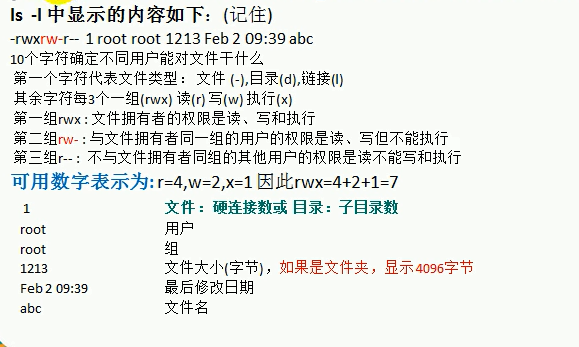 ls -l 中显示的内容如下：(记住)
-rwxrw-r-- 1 root root 1213 Feb 2 09:39 abc
10个字符确定不同用户能对文件干什么
第一个字符代表文件类型： 文件 (-),目录(d),链接(l)
其余字符每3个一组(rwx) 读(r) 写(w) 执行(x)
第一组rwx : 文件拥有者的权限是读、写和执行
第二组rw- : 与文件拥有者同一组的用户的权限是读、写但不能执行
第三组r-- : 不与文件拥有者同组的其他用户的权限是读不能写和执行
可用数字表示为: r=4,w=2,x=1 因此rwx=4+2+1=7
1 文件：硬连接数或 目录：子目录数
root 用户
root 组
1213 文件大小(字节)，如果是文件夹，显示4096字节
Feb 2 09:39 最后修改日期
abc 文件名